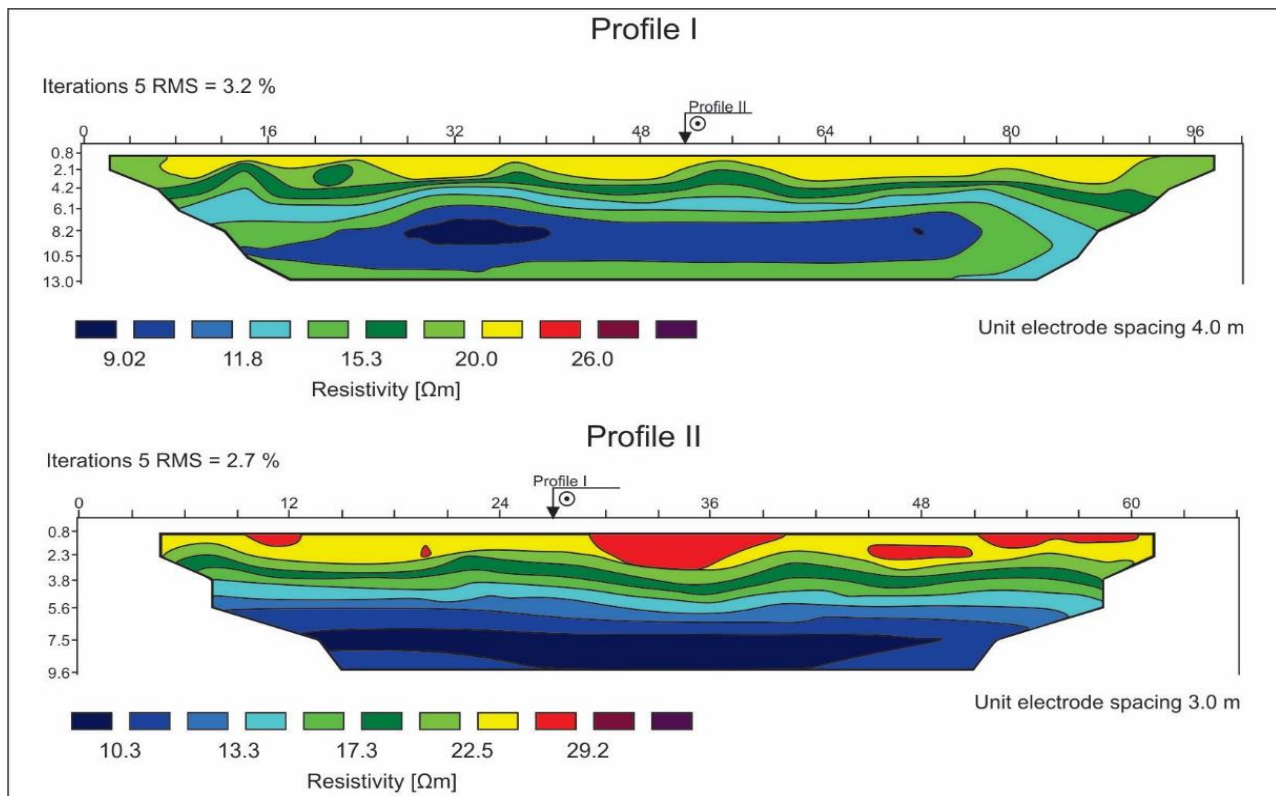 Profile I
Iterations 5 RMS = 3.2 %
Profile II
0 16 32 48 64 80 96
0.8
2.1
4.2
6.1
8.2
10.5
13.0
9.02 11.8 15.3 20.0 26.0
Unit electrode spacing 4.0 m
Resistivity [Ωm]
Profile II
Iterations 5 RMS = 2.7 %
Profile I
0 12 24 36 48 60
0.8
2.3
3.8
5.6
7.5
9.6
Unit electrode spacing 3.0 m
10.3 13.3 17.3 22.5 29.2
Resistivity [Ωm]